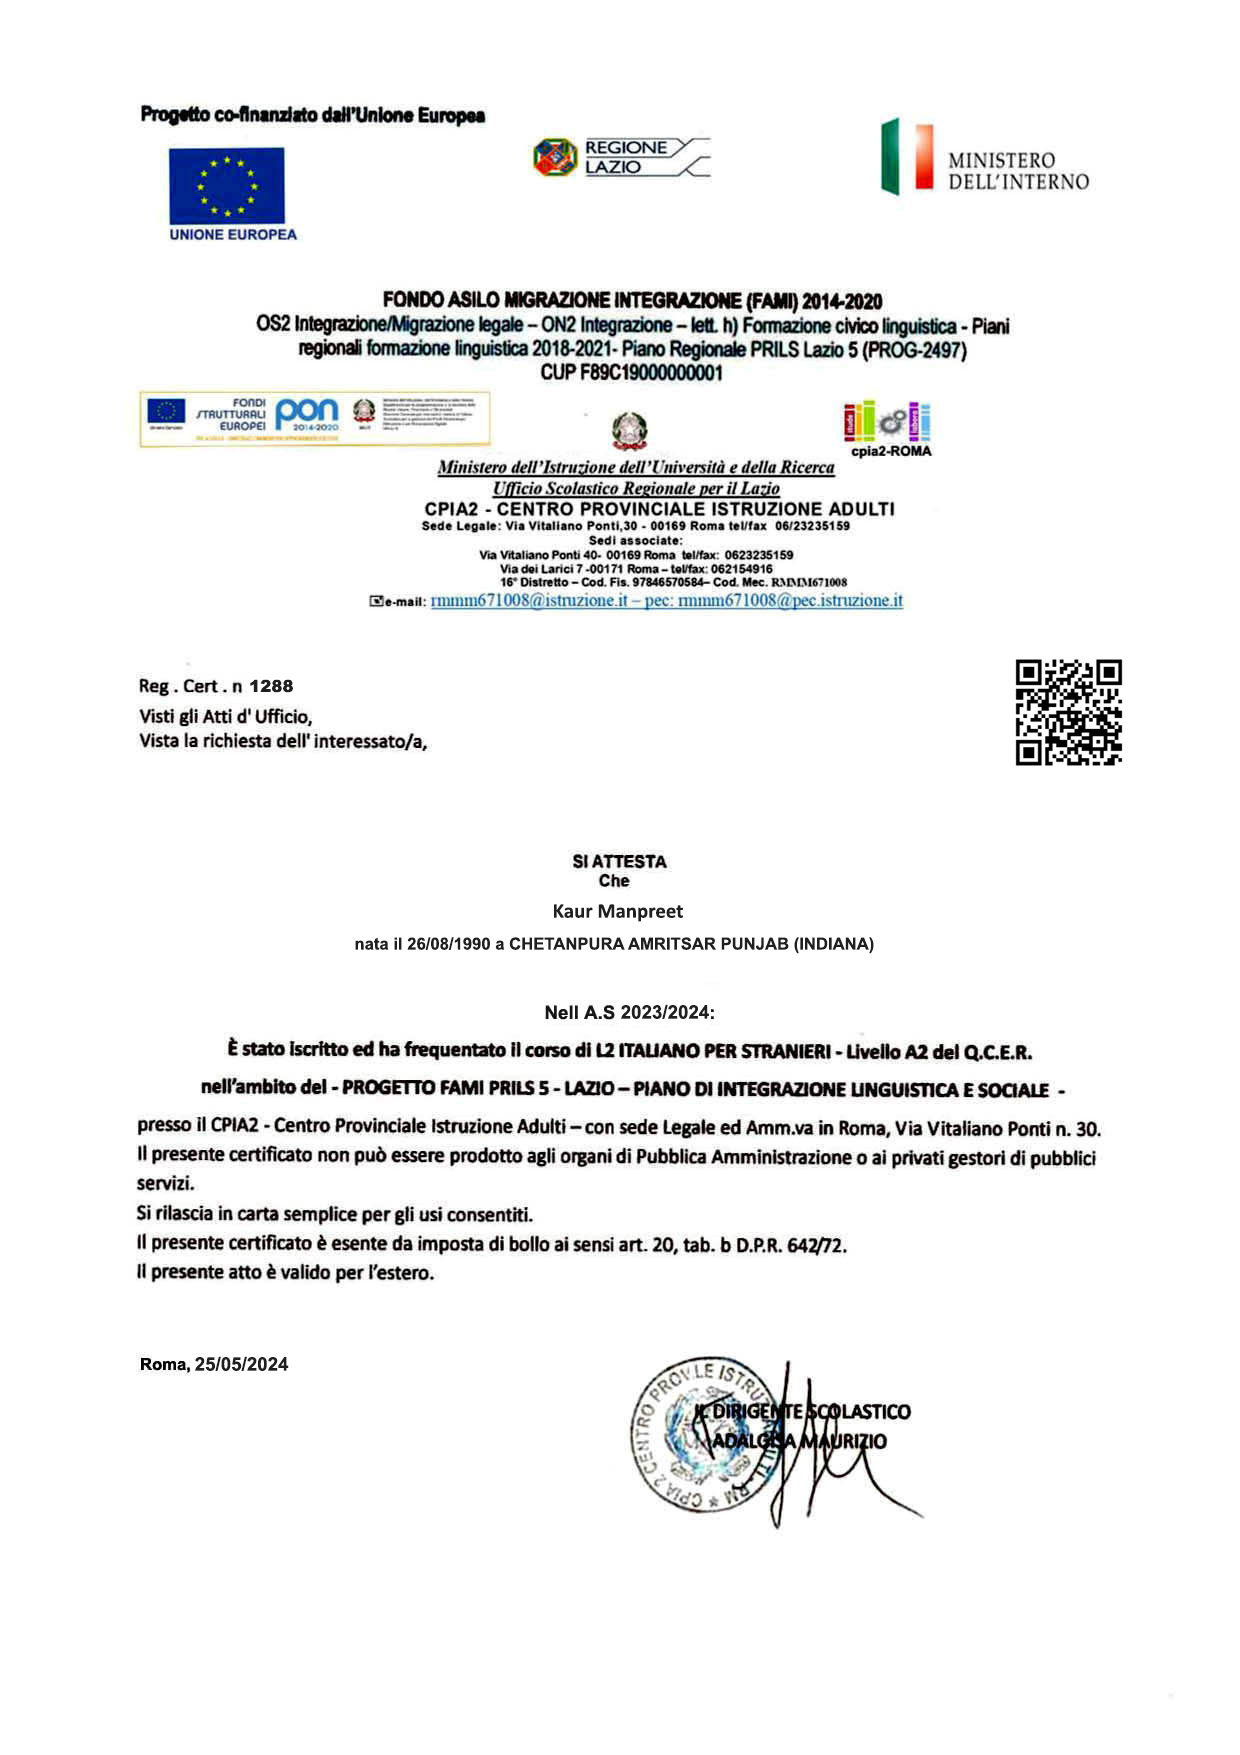 Progetto co-finanziato dall'Unione Europea
UNIONE EUROPEA
REGIONE
LAZIO
MINISTERO
DELL'INTERNO
FONDO ASILO MIGRAZIONE INTEGRAZIONE (FAMI) 2014-2020
OS2 Integrazione/Migrazione legale – ON2 Integrazione – lett. h) Formazione civico linguistica - Piani
regionali formazione linguistica 2018-2021- Piano Regionale PRILS Lazio 5 (PROG-2497)
CUP F89C19000000001
FONDI
STRUTTURALI
EUROPEI
pon
2014-2020
studio
lavoro
cpia2-ROMA
Ministero dell'Istruzione dell'Università e della Ricerca
Ufficio Scolastico Regionale per il Lazio
CPIA2 - CENTRO PROVINCIALE ISTRUZIONE ADULTI
Sede Legale: Via Vitaliano Ponti,30 - 00169 Roma tel/fax 06/23235159
Sedi associate:
Via Vitaliano Ponti 40- 00169 Roma tel/fax: 0623235159
Via dei Larici 7 -00171 Roma – tel/fax: 062154916
16° Distretto – Cod. Fis. 97846570584– Cod. Mec. RMMM671008
e-mail: rmmm671008@istruzione.it – pec: rmmm671008@pec.istruzione.it
Reg . Cert . n 1288
Visti gli Atti d' Ufficio,
Vista la richiesta dell' interessato/a,
SI ATTESTA
Che
Kaur Manpreet
nata il 26/08/1990 a CHETANPURA AMRITSAR PUNJAB (INDIANA)
Nell A.S 2023/2024:
È stato iscritto ed ha frequentato il corso di L2 ITALIANO PER STRANIERI - Livello A2 del Q.C.E.R.
nell'ambito del - PROGETTO FAMI PRILS 5 - LAZIO – PIANO DI INTEGRAZIONE LINGUISTICA E SOCIALE -
presso il CPIA2 - Centro Provinciale Istruzione Adulti – con sede Legale ed Amm.va in Roma, Via Vitaliano Ponti n. 30.
Il presente certificato non può essere prodotto agli organi di Pubblica Amministrazione o ai privati gestori di pubblici
servizi.
Si rilascia in carta semplice per gli usi consentiti.
Il presente certificato è esente da imposta di bollo ai sensi art. 20, tab. b D.P.R. 642/72.
Il presente atto è valido per l'estero.
Roma, 25/05/2024
CPIA 2 CENTRO PROV.LE ISTRUZ. ADULTI - RM *
IL DIRIGENTE SCOLASTICO
ADALGISA MAURIZIO